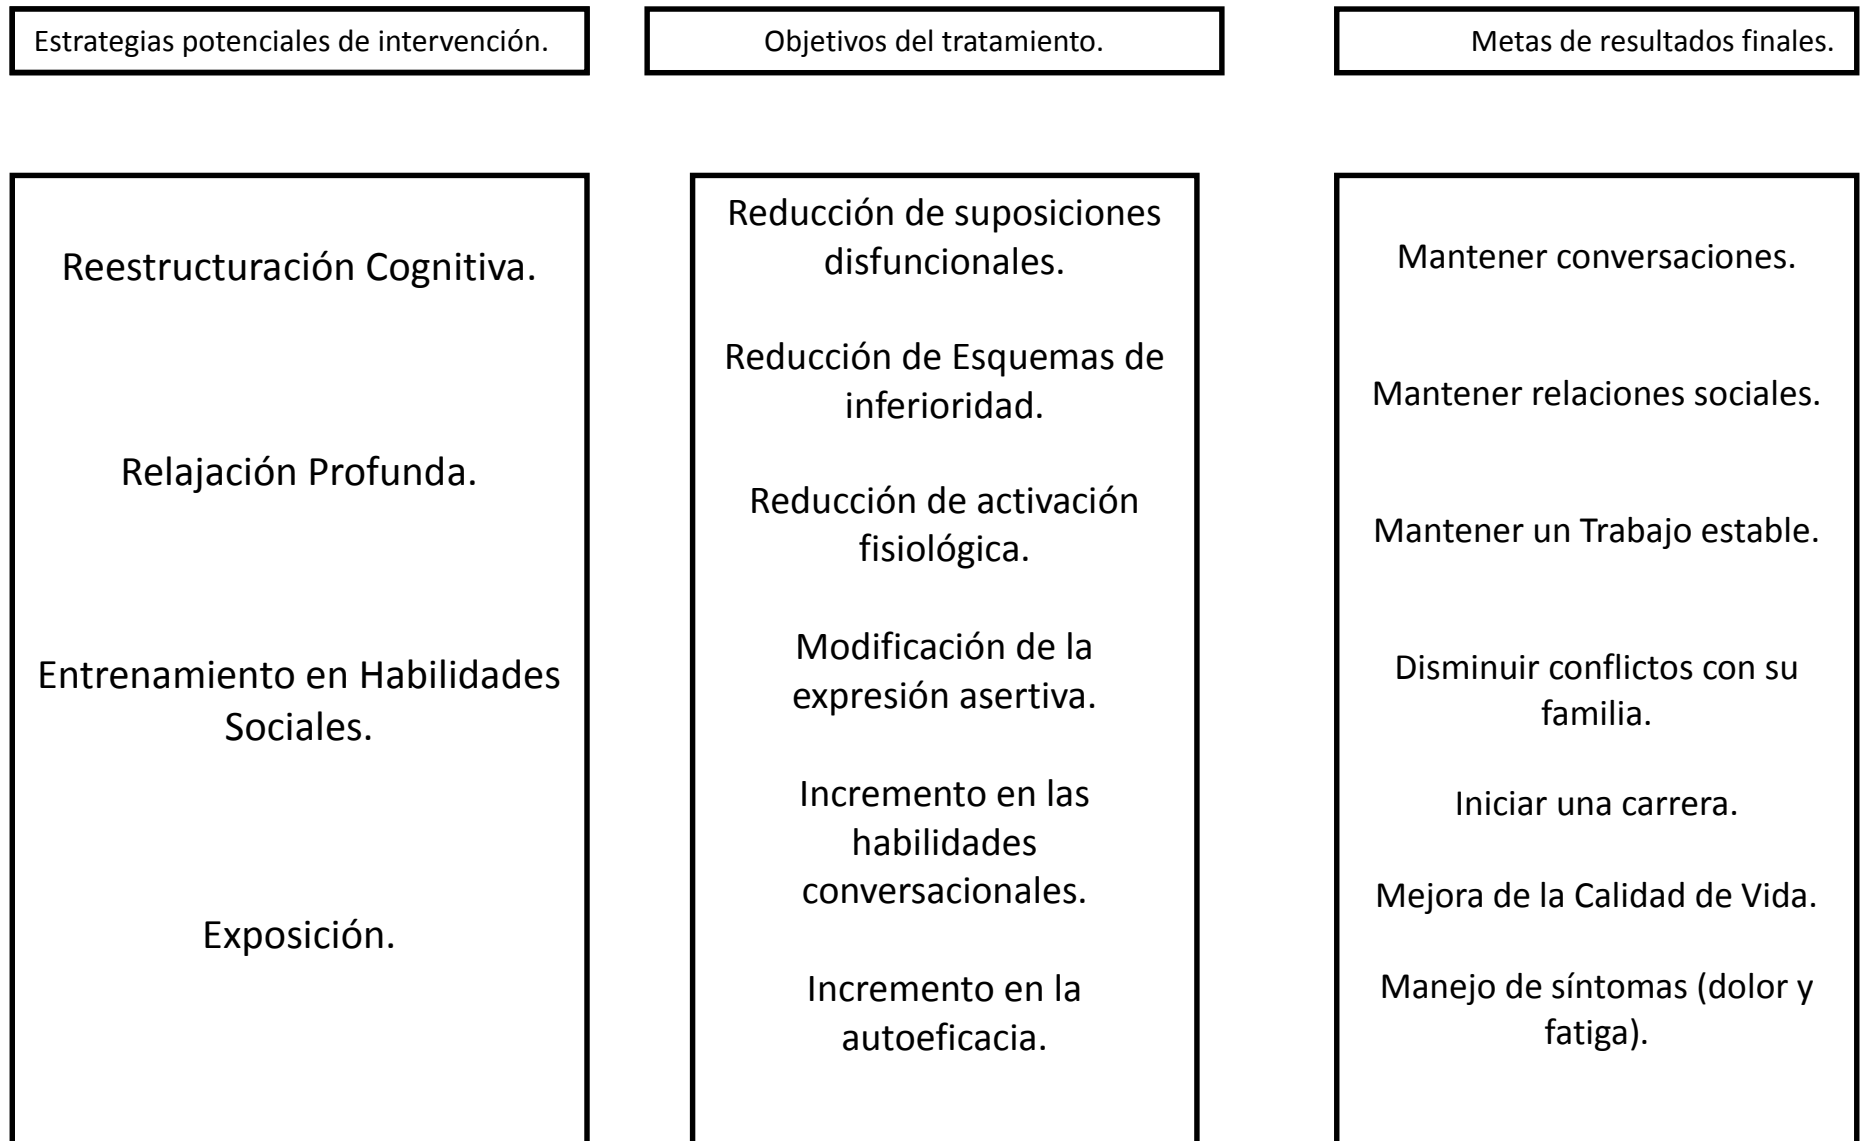 Estrategias potenciales de intervención.
Objetivos del tratamiento.
Metas de resultados finales.
Reestructuración Cognitiva.
Relajación Profunda.
Entrenamiento en Habilidades
Sociales.
Exposición.
Reducción de suposiciones
disfuncionales.
Reducción de Esquemas de
inferioridad.
Reducción de activación
fisiológica.
Modificación de la
expresión asertiva.
Incremento en las
habilidades
conversacionales.
Incremento en la
autoeficacia.
Mantener conversaciones.
Mantener relaciones sociales.
Mantener un Trabajo estable.
Disminuir conflictos con su
familia.
Iniciar una carrera.
Mejora de la Calidad de Vida.
Manejo de síntomas (dolor y
fatiga).